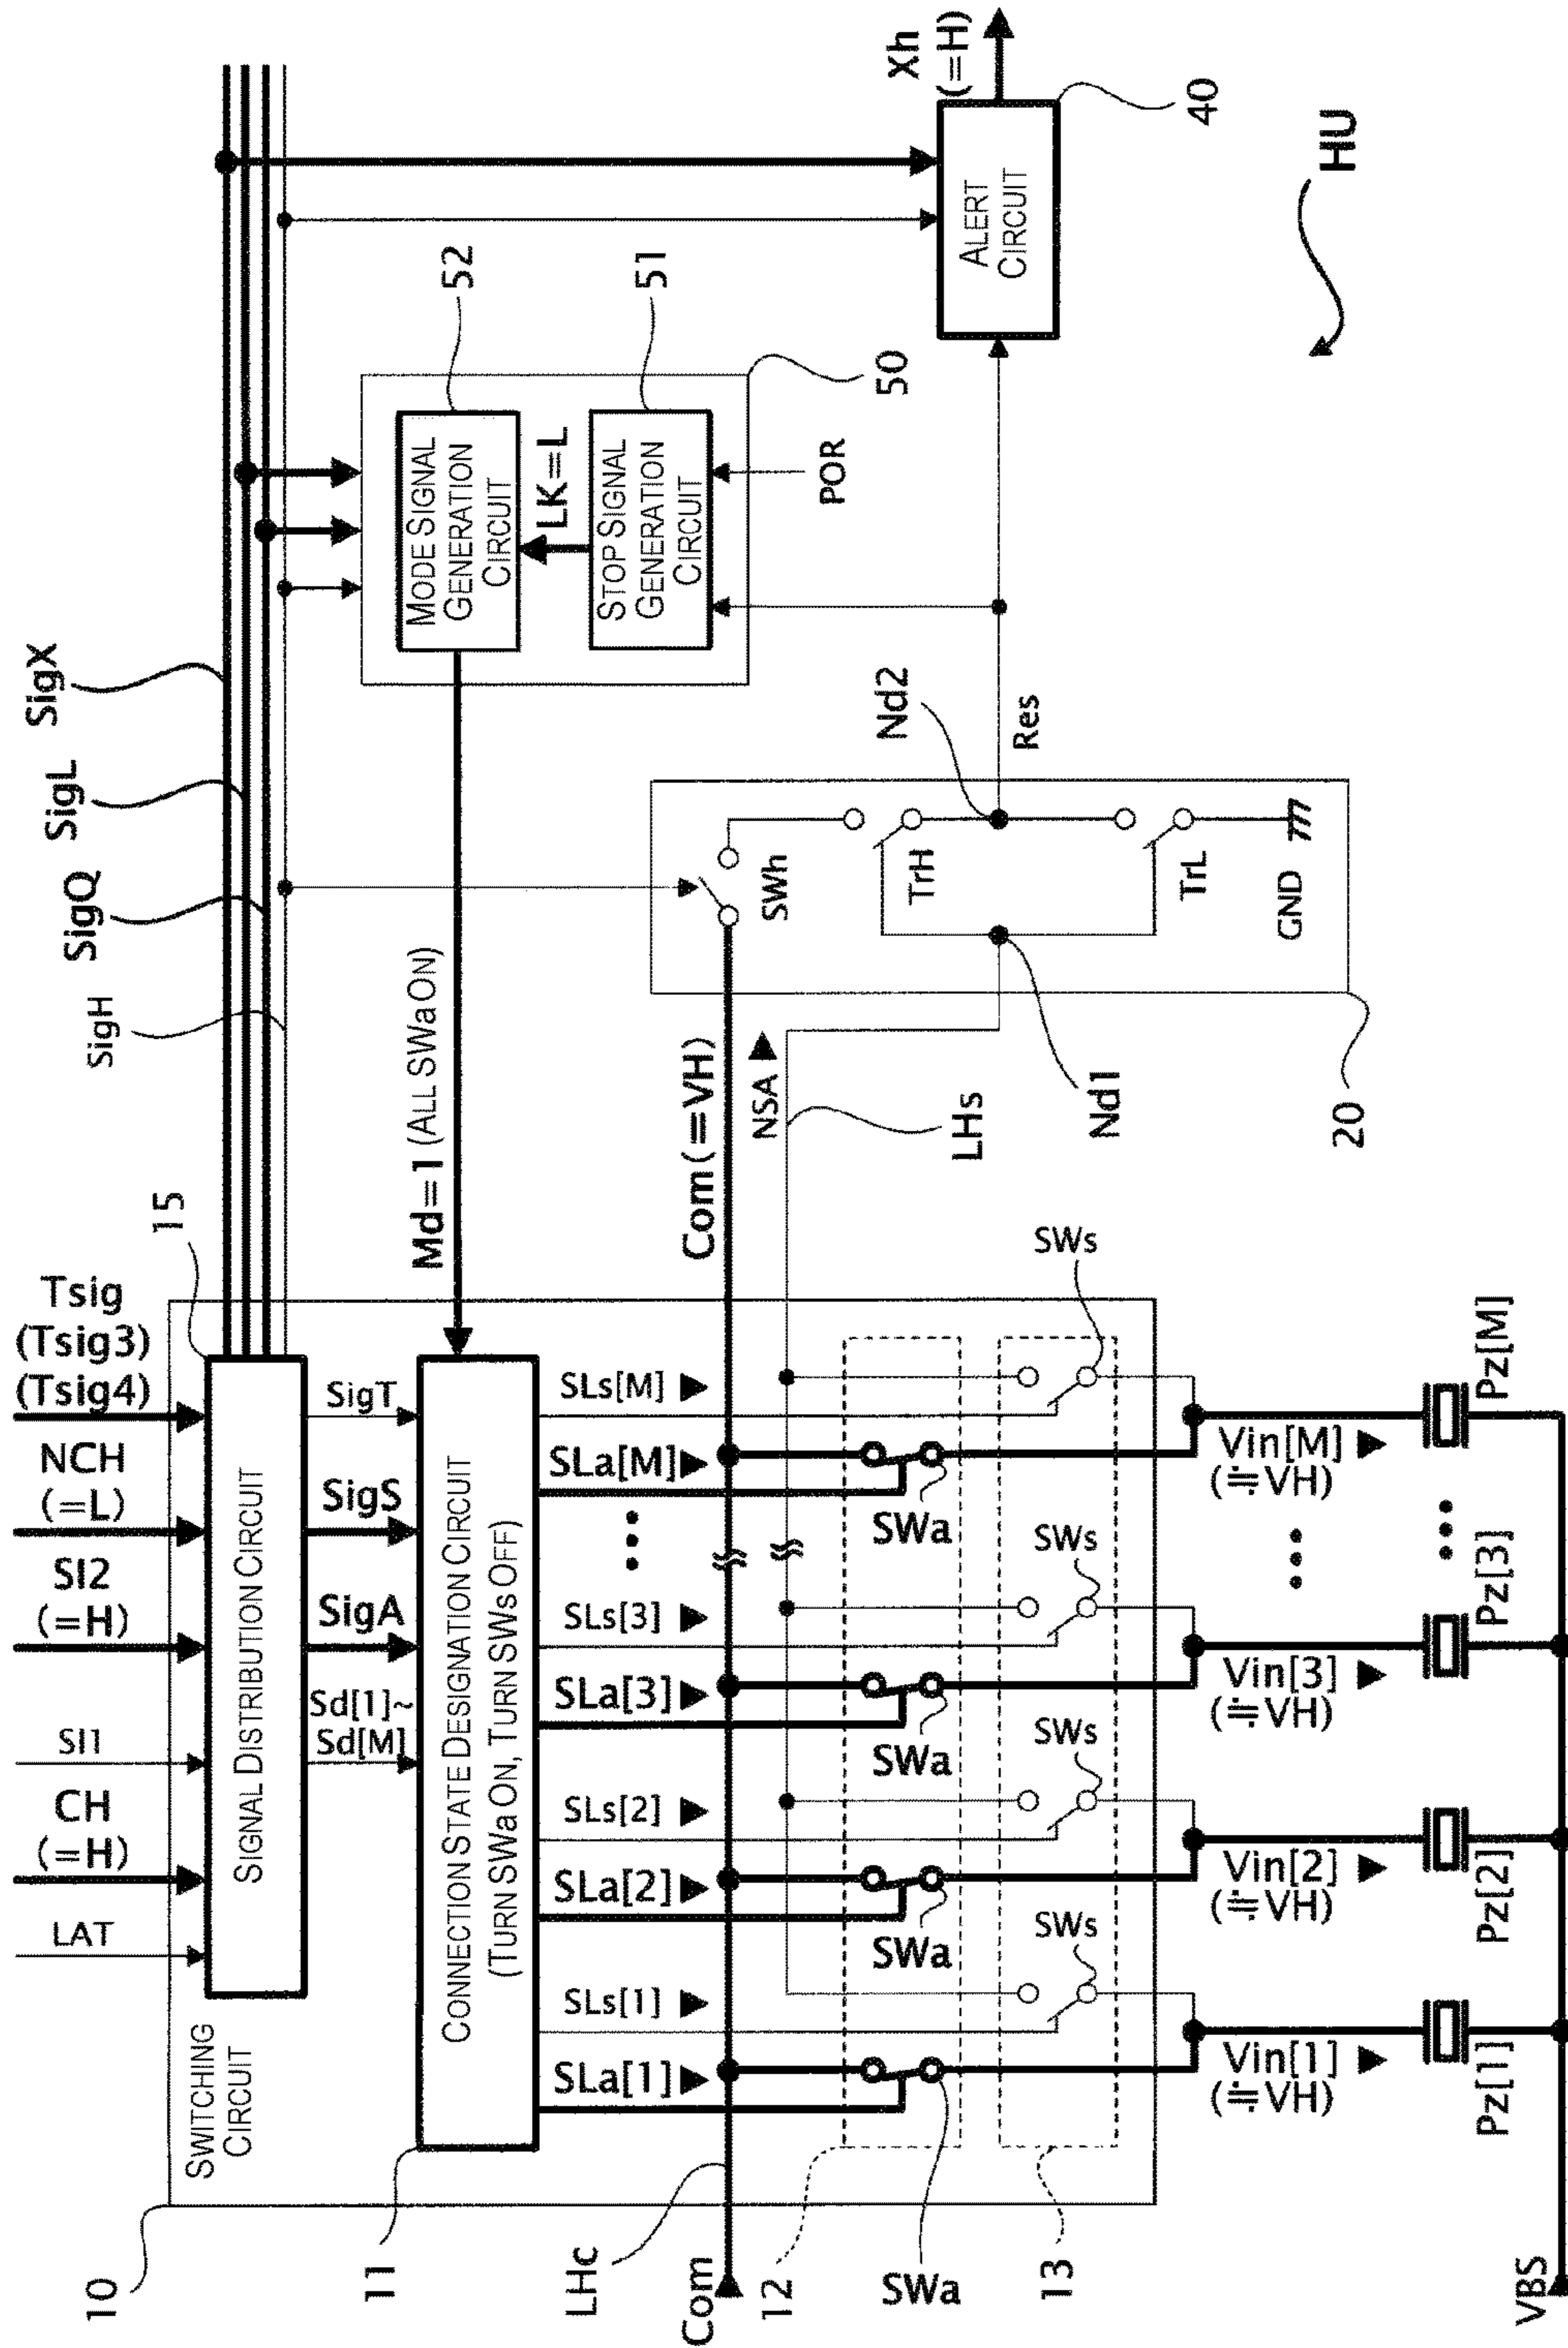 Tsig
(Tsig3)
(Tsig4)
NCH
(=L)
SI2
(=H)
SI1
CH
(=H)
LAT
15
SigX
SigL
SigQ
SigH
SIGNAL DISTRIBUTION CIRCUIT
SWITCHING
CIRCUIT
10
SigT
SigS
SigA
Sd[1]~
Sd[M]
11
CONNECTION STATE DESIGNATION CIRCUIT
(TURN SWa ON, TURN SWs OFF)
Md=1 (ALL SWa ON)
52
MODE SIGNAL
GENERATION
CIRCUIT
LK=L
51
STOP SIGNAL
GENERATION
CIRCUIT
50
POR
Xh
(=H)
40
ALERT
CIRCUIT
HU
SLs[M]
SLa[M]
...
SLs[3]
SLa[3]
SLs[2]
SLa[2]
SLs[1]
SLa[1]
LHc
Com
Com(≒VH)
NSA
LHs
Nd1
20
SWh
TrH
TrL
GND
Nd2
Res
12
13
SWs
SWa
SWs
SWa
SWs
SWa
SWs
SWa
Vin[M]
(≒VH)
...
Vin[3]
(≒VH)
Vin[2]
(≒VH)
Vin[1]
(≒VH)
Pz[M]
...
Pz[3]
Pz[2]
Pz[1]
VBS